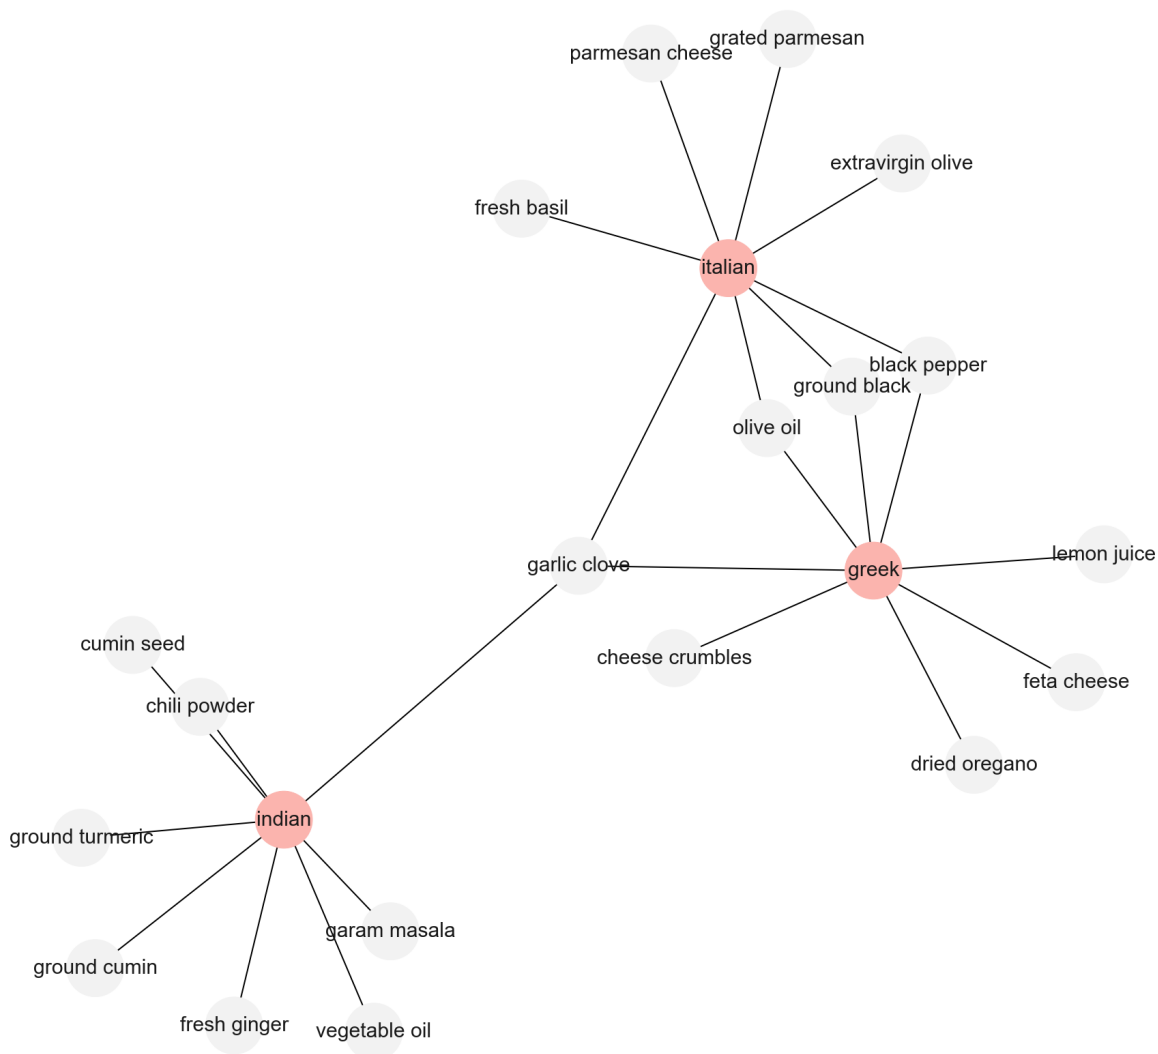 grated parmesan
parmesan cheese
extravirgin olive
fresh basil
italian
black pepper
ground black
olive oil
lemon juice
garlic clove
greek
cumin seed
cheese crumbles
feta cheese
chili powder
dried oregano
indian
ground turmeric
garam masala
ground cumin
fresh ginger
vegetable oil